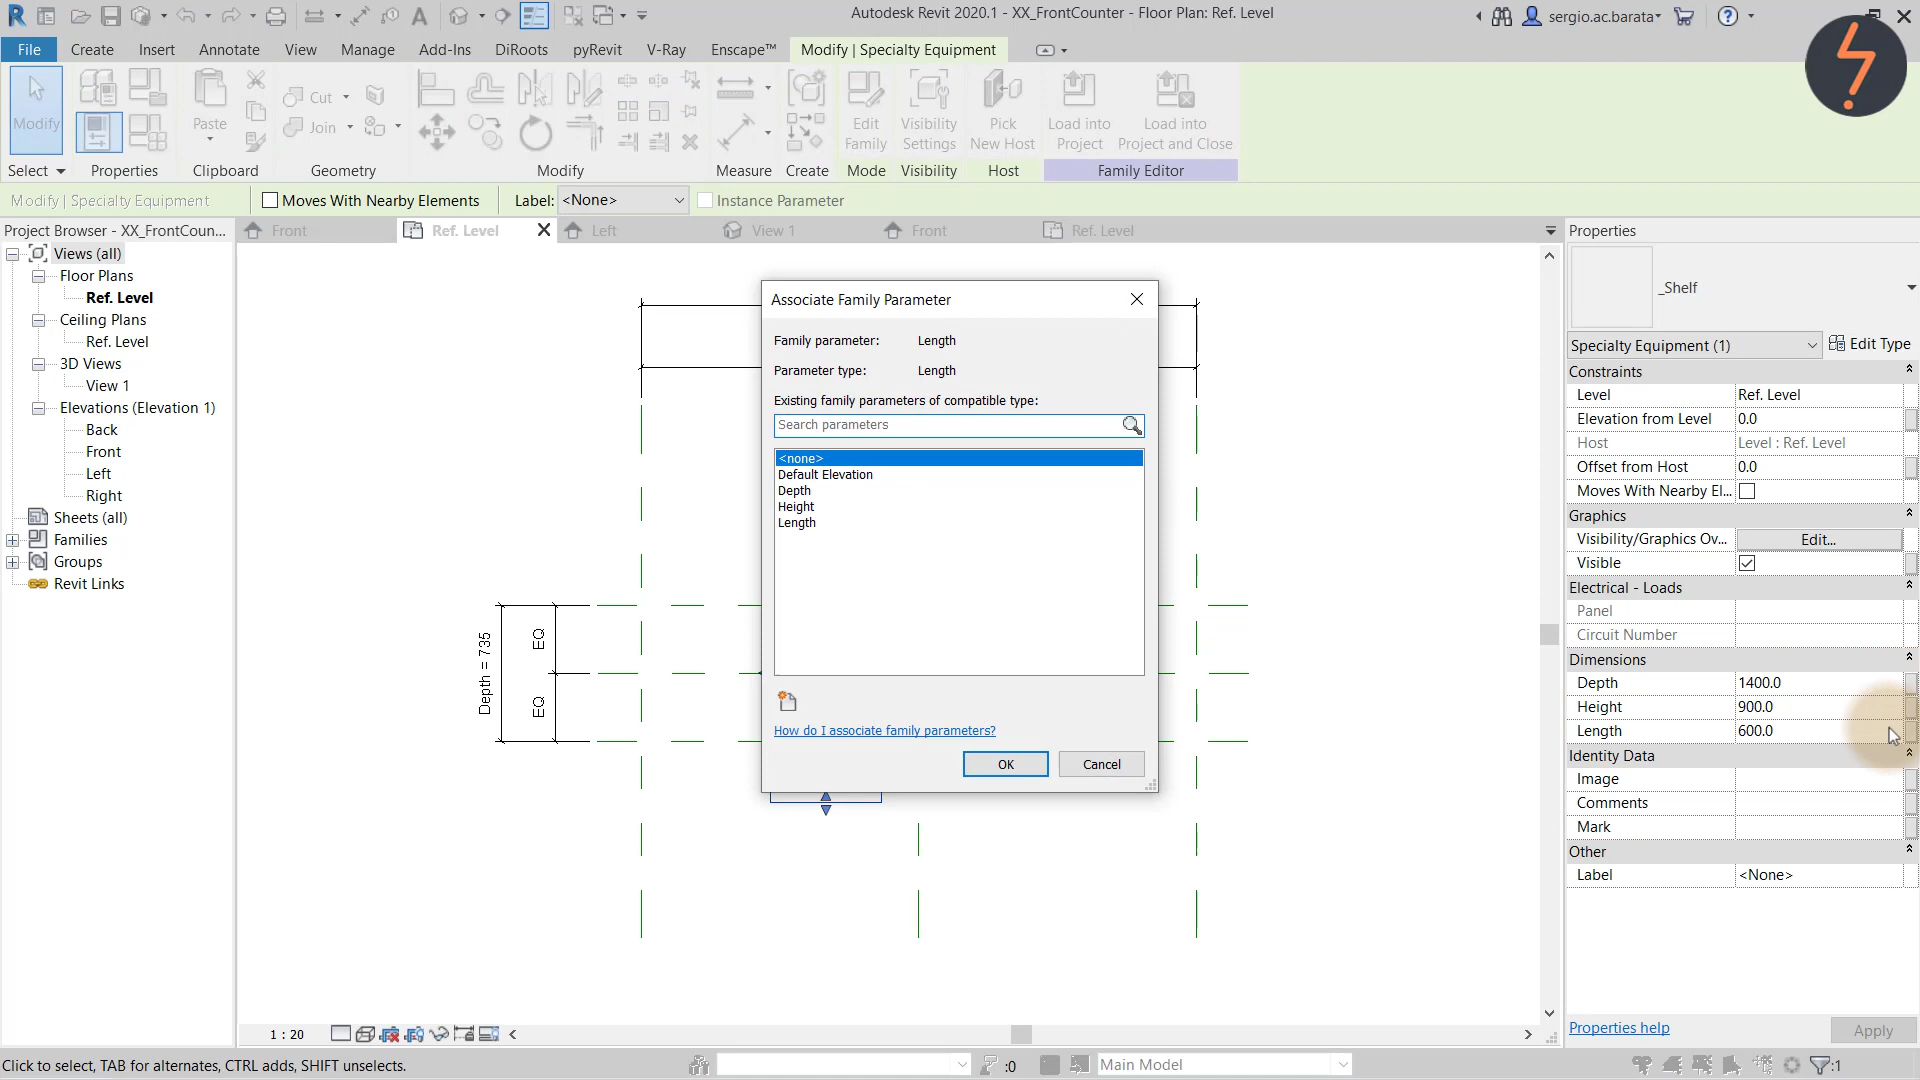 Autodesk Revit 2020.1 - XX_FrontCounter - Floor Plan: Ref. Level
sergio.ac.barata
File
Create
Insert
Annotate
View
Manage
Add-Ins
DiRoots
pyRevit
V-Ray
Enscape™
Modify | Specialty Equipment
Modify
Paste
Cut
Join
Edit
Family
Visibility
Settings
Pick
New Host
Load into
Project
Load into
Project and Close
Select
Properties
Clipboard
Geometry
Modify
Measure
Create
Mode
Visibility
Host
Family Editor
Modify | Specialty Equipment
Moves With Nearby Elements
Label:
<None>
Instance Parameter
Project Browser - XX_FrontCoun...
Front
Ref. Level
Left
View 1
Front
Ref. Level
Properties
Views (all)
Floor Plans
Ref. Level
Ceiling Plans
Ref. Level
3D Views
View 1
Elevations (Elevation 1)
Back
Front
Left
Right
Sheets (all)
Families
Groups
Revit Links
Depth = 735
EQ
EQ
Associate Family Parameter
Family parameter:
Length
Parameter type:
Length
Existing family parameters of compatible type:
Search parameters
<none>
Default Elevation
Depth
Height
Length
How do I associate family parameters?
OK
Cancel
_Shelf
Specialty Equipment (1)
Edit Type
Constraints
Level
Ref. Level
Elevation from Level
0.0
Host
Level : Ref. Level
Offset from Host
0.0
Moves With Nearby El...
Graphics
Visibility/Graphics Ov...
Edit...
Visible
Electrical - Loads
Panel
Circuit Number
Dimensions
Depth
1400.0
Height
900.0
Length
600.0
Identity Data
Image
Comments
Mark
Other
Label
<None>
Properties help
Apply
1 : 20
Click to select, TAB for alternates, CTRL adds, SHIFT unselects.
:0
Main Model
:1